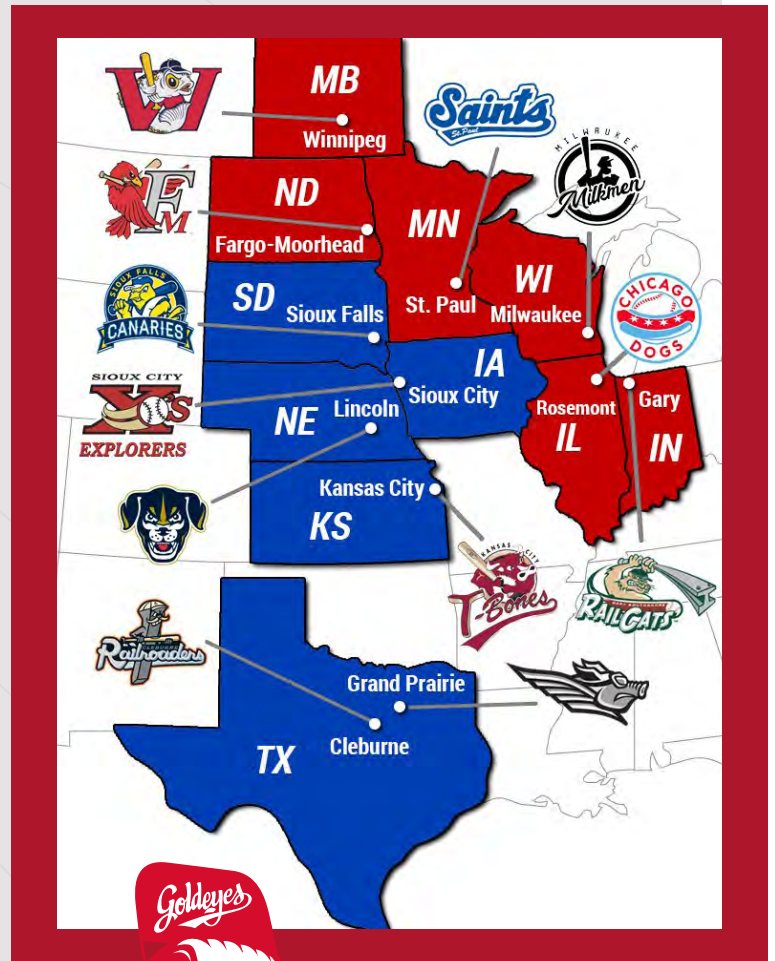 W
MB
Winnipeg
Saints
St. Paul
MILWAUKEE
Milkmen
FM
ND
Fargo-Moorhead
MN
St. Paul
WI
Milwaukee
CHICAGO
DOGS
SIOUX FALLS
CANARIES
SD
Sioux Falls
SIOUX CITY
X'S
EXPLORERS
IA
Sioux City
NE
Lincoln
Rosemont
IL
Gary
IN
Kansas City
KS
KANSAS CITY
T-Bones
RAILCATS
CLEBURNE
Railroaders
Grand Prairie
Cleburne
TX
Goldeyes